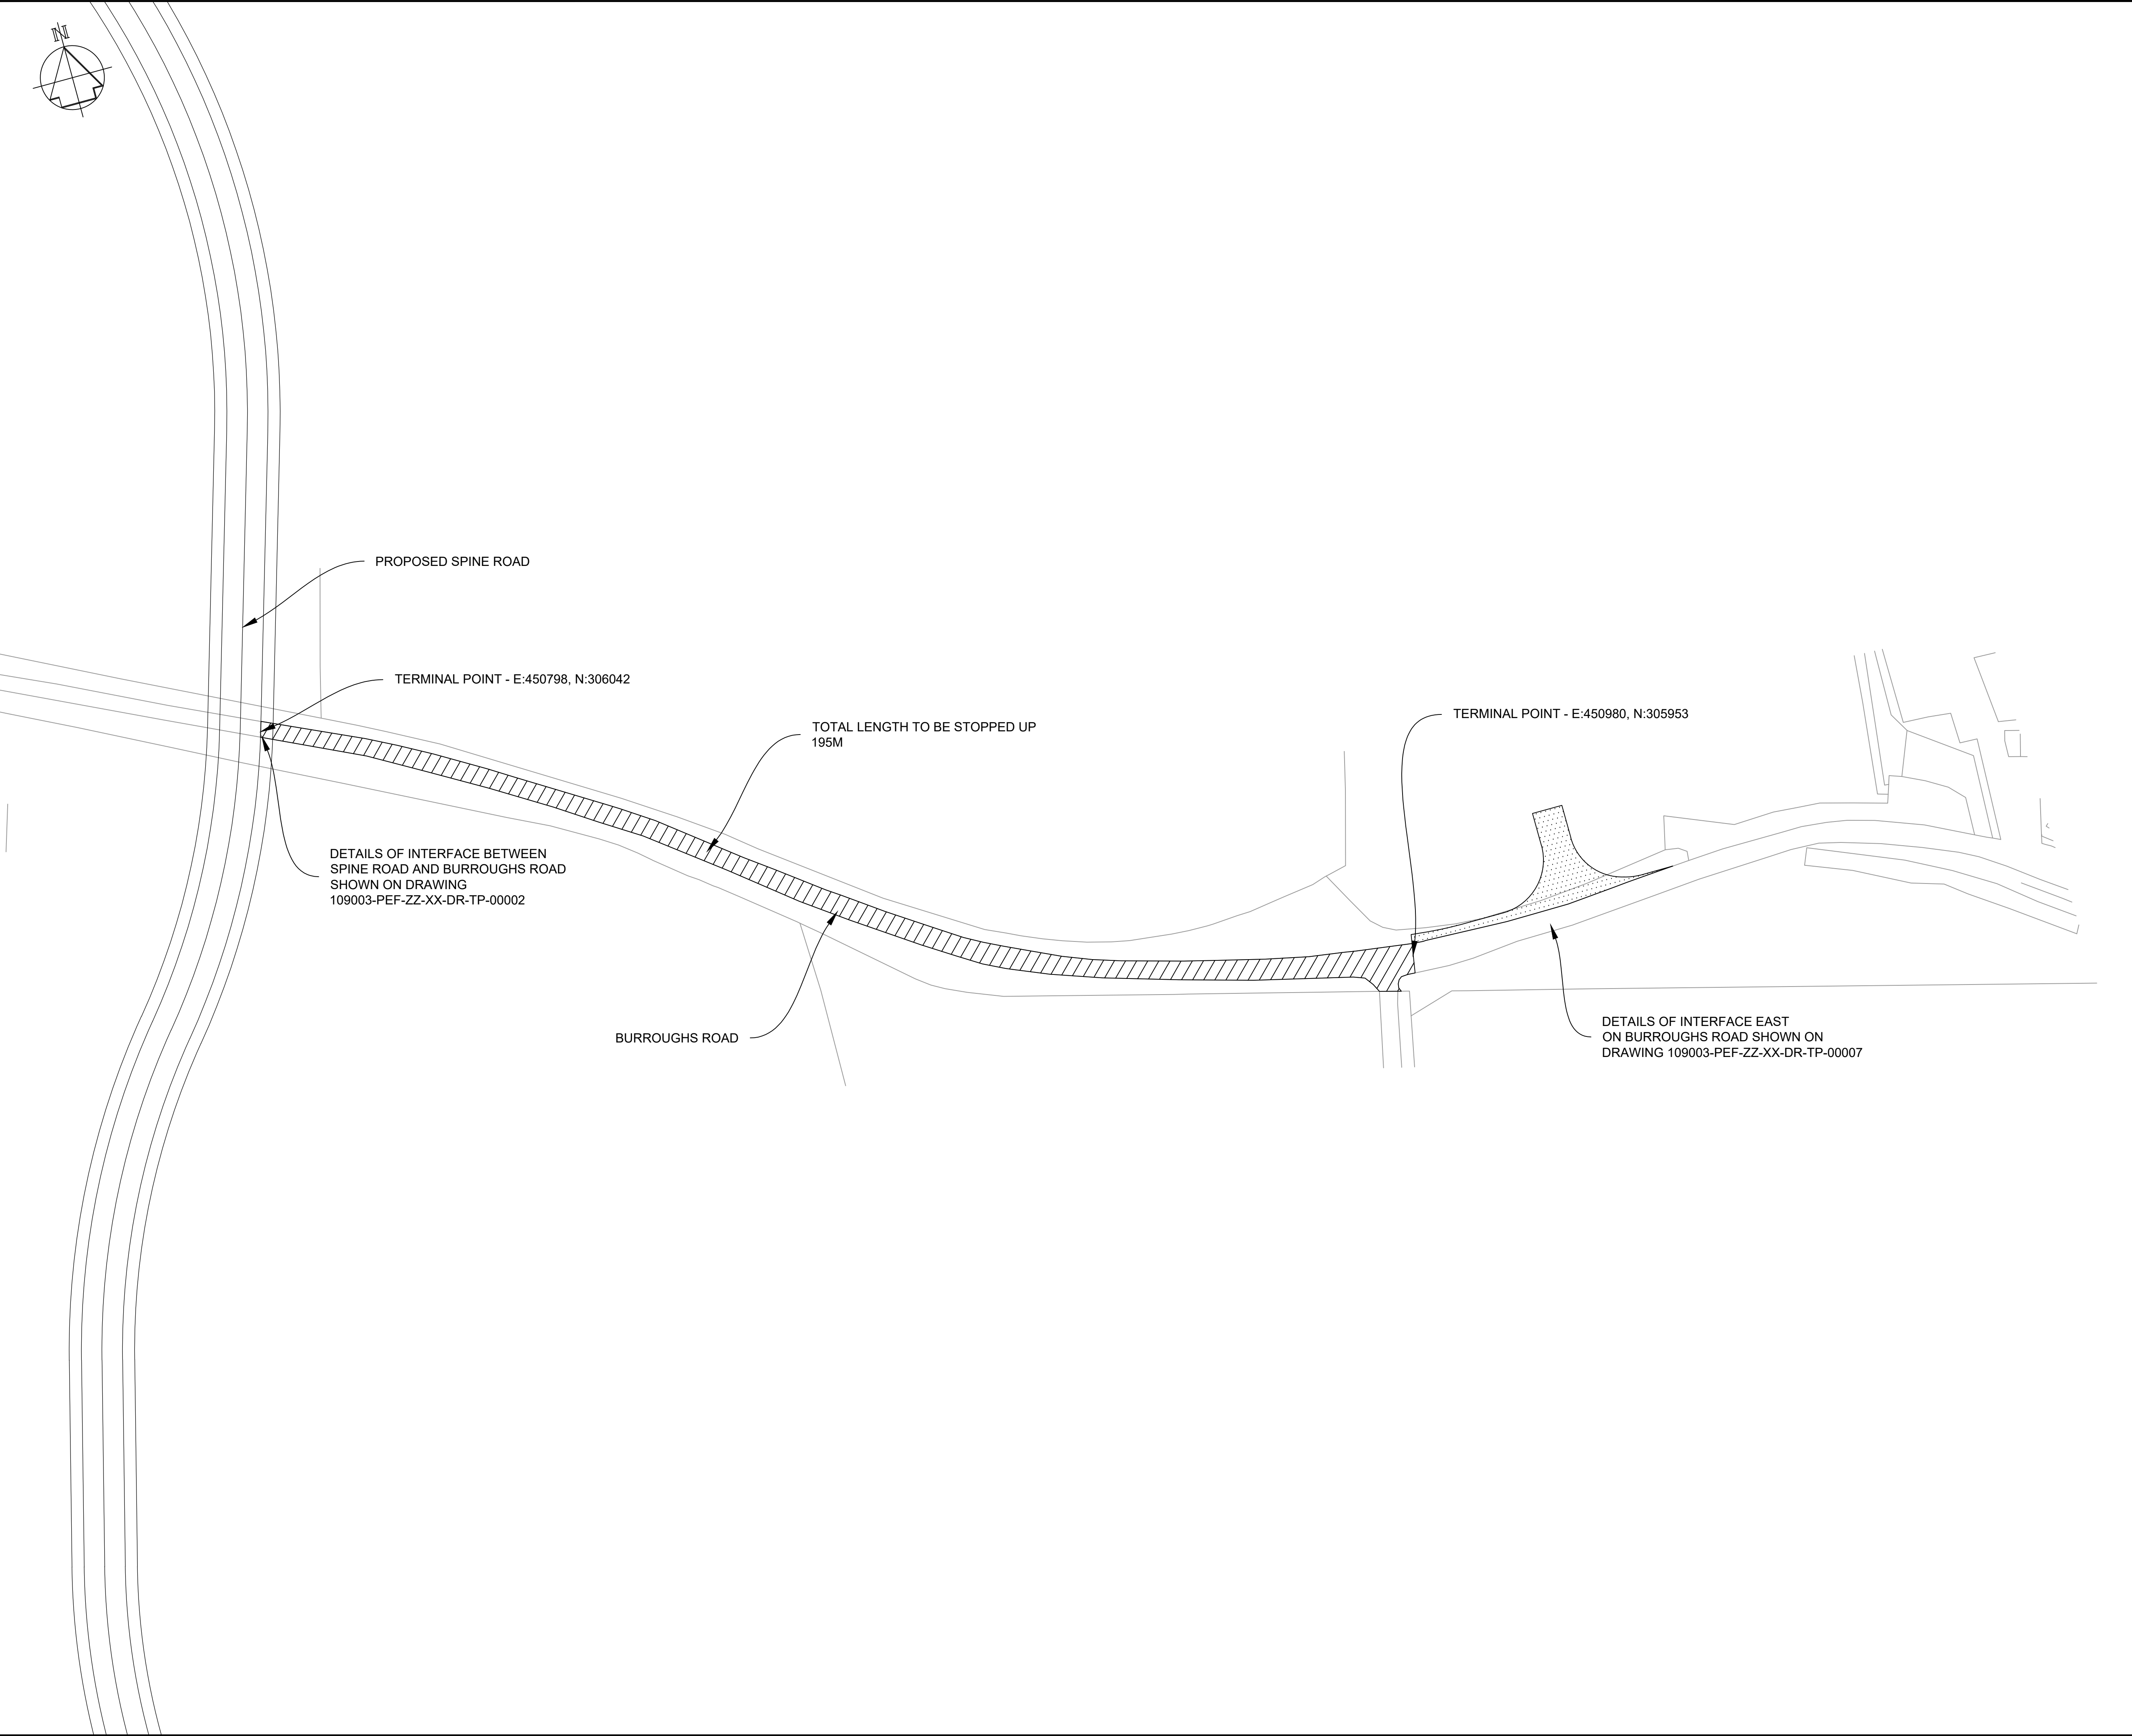 N
PROPOSED SPINE ROAD
TERMINAL POINT - E:450798, N:306042
TOTAL LENGTH TO BE STOPPED UP
195M
TERMINAL POINT - E:450980, N:305953
DETAILS OF INTERFACE BETWEEN
SPINE ROAD AND BURROUGHS ROAD
SHOWN ON DRAWING
109003-PEF-ZZ-XX-DR-TP-00002
BURROUGHS ROAD
DETAILS OF INTERFACE EAST
ON BURROUGHS ROAD SHOWN ON
DRAWING 109003-PEF-ZZ-XX-DR-TP-00007